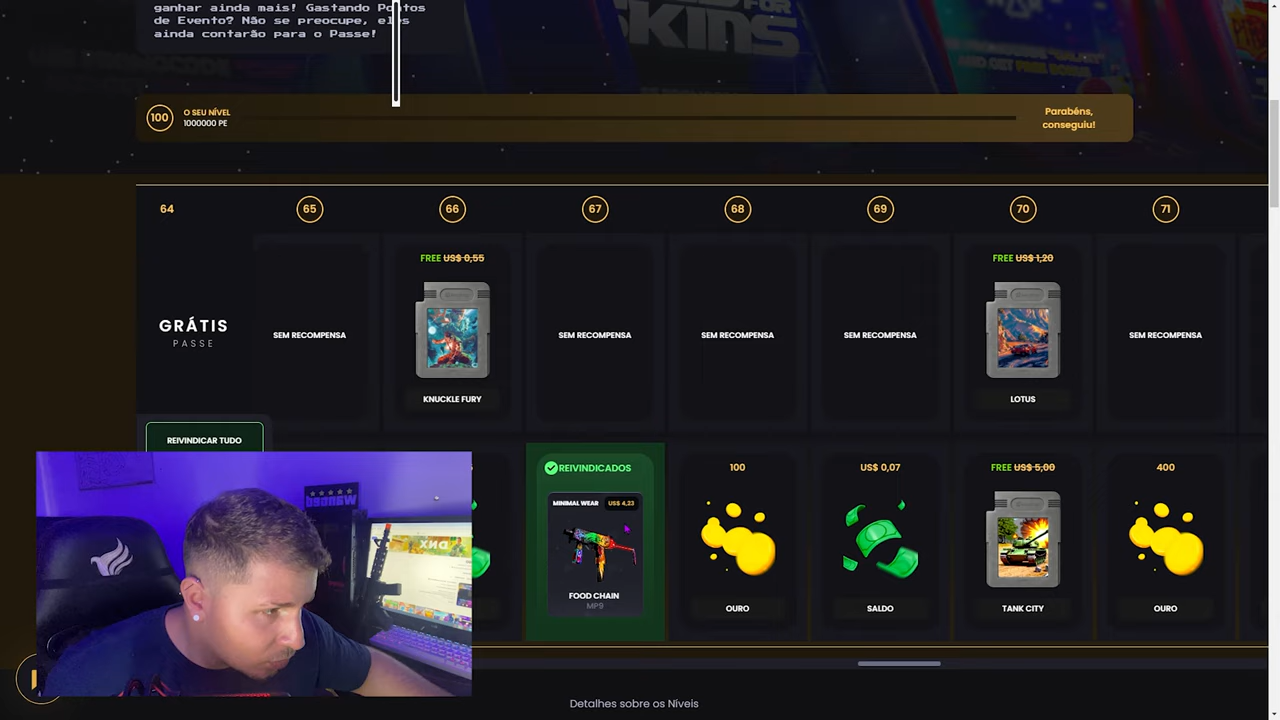 ganhar ainda mais! Gastando Pontos
de Evento? Não se preocupe, eles
ainda contarão para o Passe!
SKINS
100
O SEU NÍVEL
1000000 PE
Parabéns,
conseguiu!
64
65
66
67
68
69
70
71
GRÁTIS
PASSE
SEM RECOMPENSA
FREE US$ 0,55
KNUCKLE FURY
SEM RECOMPENSA
SEM RECOMPENSA
SEM RECOMPENSA
FREE US$ 1,20
LOTUS
SEM RECOMPENSA
REIVINDICAR TUDO
REIVINDICADOS
MINIMAL WEAR
US$ 4,23
FOOD CHAIN
MP9
100
OURO
US$ 0,07
SALDO
FREE US$ 5,00
TANK CITY
400
OURO
Detalhes sobre os Níveis